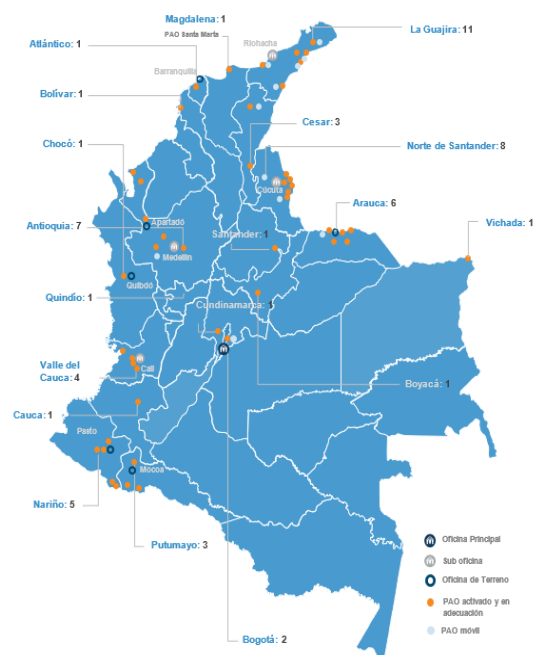 Magdalena: 1
PAO Santa Marta
La Guajira: 11
Riohacha
Atlántico: 1
Barranquilla
Bolívar: 1
Cesar: 3
Chocó: 1
Norte de Santander: 8
Cúcuta
Arauca: 6
Vichada: 1
Antioquia: 7
Apartadó
Santander: 1
Medellín
Quibdó
Quindío: 1
Cundinamarca: 1
Valle del
Cauca: 4
Cali
Boyacá: 1
Cauca: 1
Pasto
Mocoa
Nariño: 5
Putumayo: 3
Bogotá: 2
Oficina Principal
Sub oficina
Oficina de Terreno
PAO activado y en
adecuación
PAO móvil